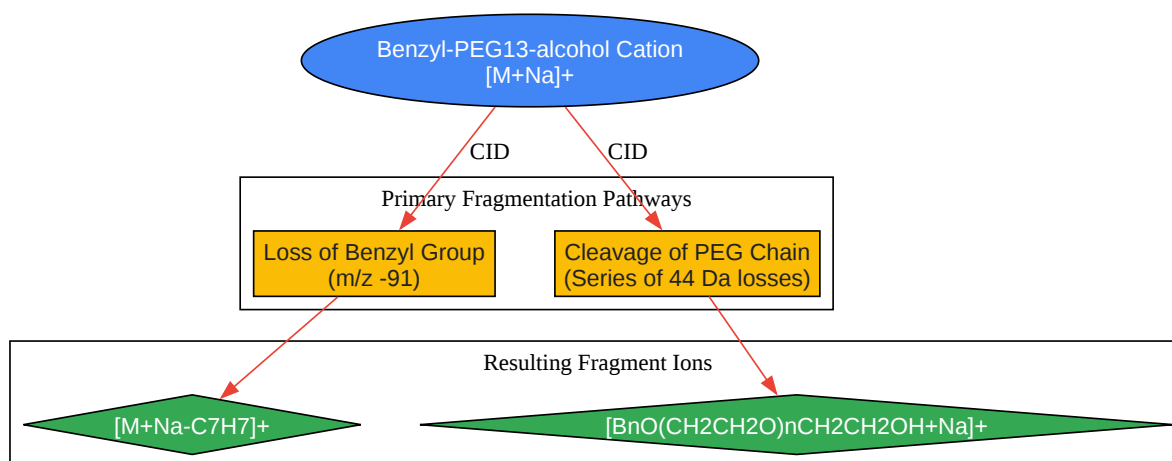 Benzyl-PEG13-alcohol Cation
[M+Na]+
CID
CID
Primary Fragmentation Pathways
Loss of Benzyl Group
(m/z -91)
Cleavage of PEG Chain
(Series of 44 Da losses)
Resulting Fragment Ions
[M+Na-C7H7]+
[BnO(CH2CH2O)nCH2CH2OH+Na]+